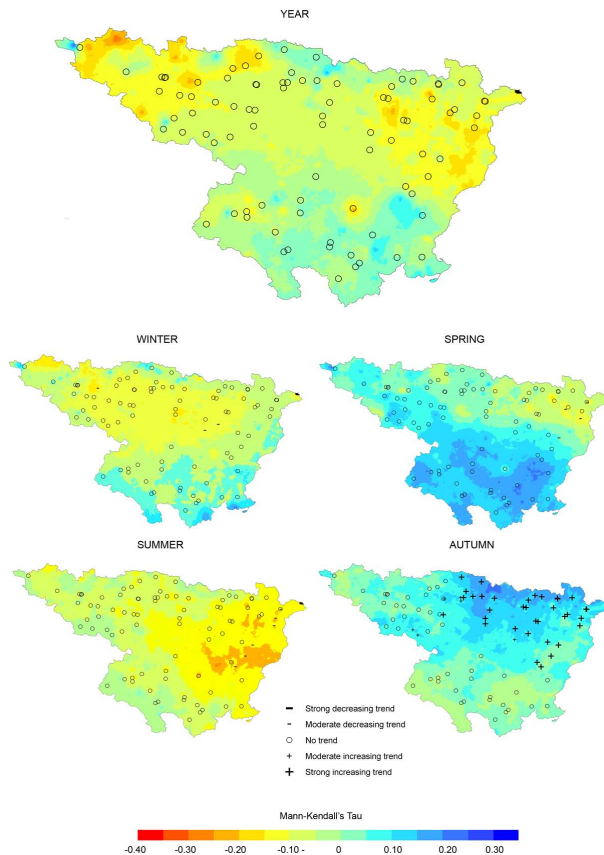 YEAR
WINTER
SPRING
SUMMER
AUTUMN
Strong decreasing trend
Moderate decreasing trend
No trend
Moderate increasing trend
Strong increasing trend
Mann-Kendall's Tau
-0.40 -0.30 -0.20 -0.10 - 0 0.10 0.20 0.30